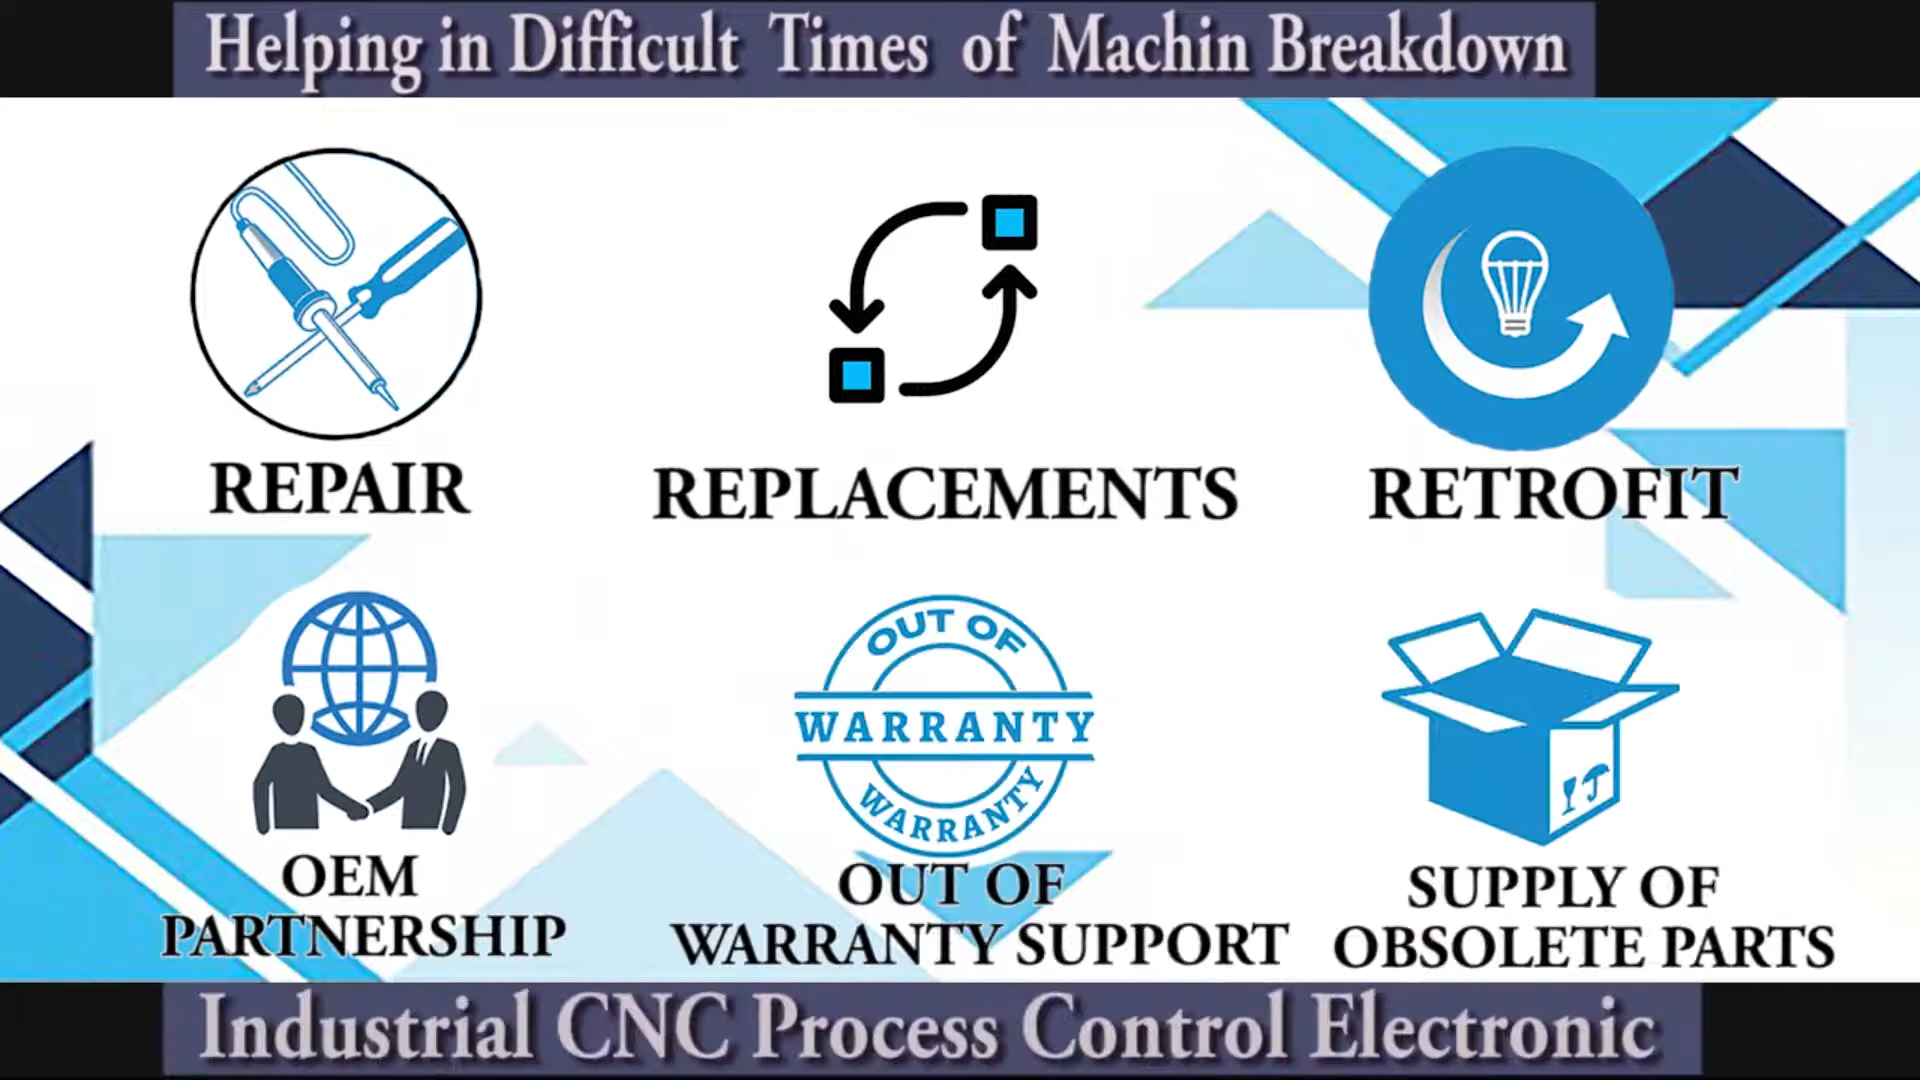 Helping in Difficult Times of Machin Breakdown
REPAIR
REPLACEMENTS
RETROFIT
OUT OF
WARRANTY
WARRANTY
OEM
PARTNERSHIP
OUT OF
WARRANTY SUPPORT
SUPPLY OF
OBSOLETE PARTS
Industrial CNC Process Control Electronic